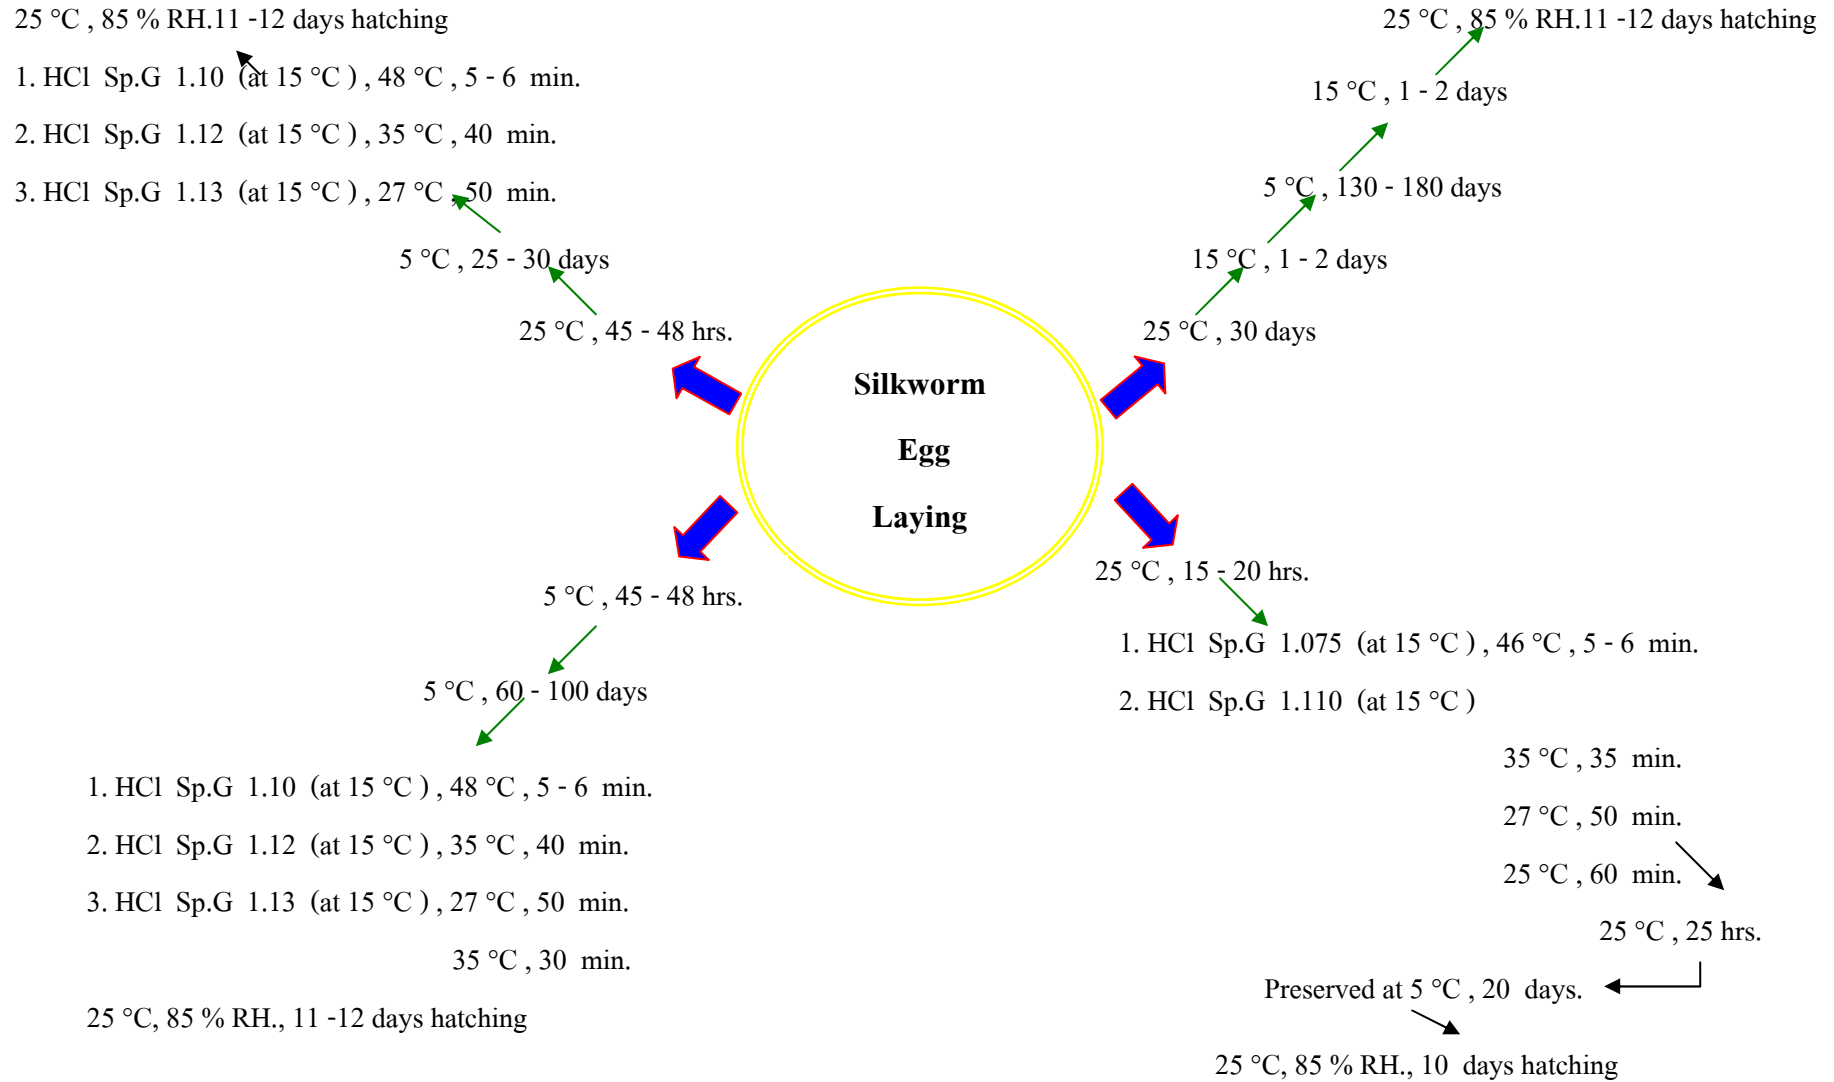 25 °C , 85 % RH.11 -12 days hatching
1. HCl Sp.G 1.10 (at 15 °C ) , 48 °C , 5 - 6 min.
2. HCl Sp.G 1.12 (at 15 °C ) , 35 °C , 40 min.
3. HCl Sp.G 1.13 (at 15 °C ) , 27 °C , 50 min.
5 °C , 25 - 30 days
25 °C , 45 - 48 hrs.
25 °C , 85 % RH.11 -12 days hatching
15 °C , 1 - 2 days
5 °C , 130 - 180 days
15 °C , 1 - 2 days
25 °C , 30 days
Silkworm
Egg
Laying
5 °C , 45 - 48 hrs.
5 °C , 60 - 100 days
1. HCl Sp.G 1.10 (at 15 °C ) , 48 °C , 5 - 6 min.
2. HCl Sp.G 1.12 (at 15 °C ) , 35 °C , 40 min.
3. HCl Sp.G 1.13 (at 15 °C ) , 27 °C , 50 min.
35 °C , 30 min.
25 °C, 85 % RH., 11 -12 days hatching
25 °C , 15 - 20 hrs.
1. HCl Sp.G 1.075 (at 15 °C ) , 46 °C , 5 - 6 min.
2. HCl Sp.G 1.110 (at 15 °C )
35 °C , 35 min.
27 °C , 50 min.
25 °C , 60 min.
25 °C , 25 hrs.
Preserved at 5 °C , 20 days.
25 °C, 85 % RH., 10 days hatching